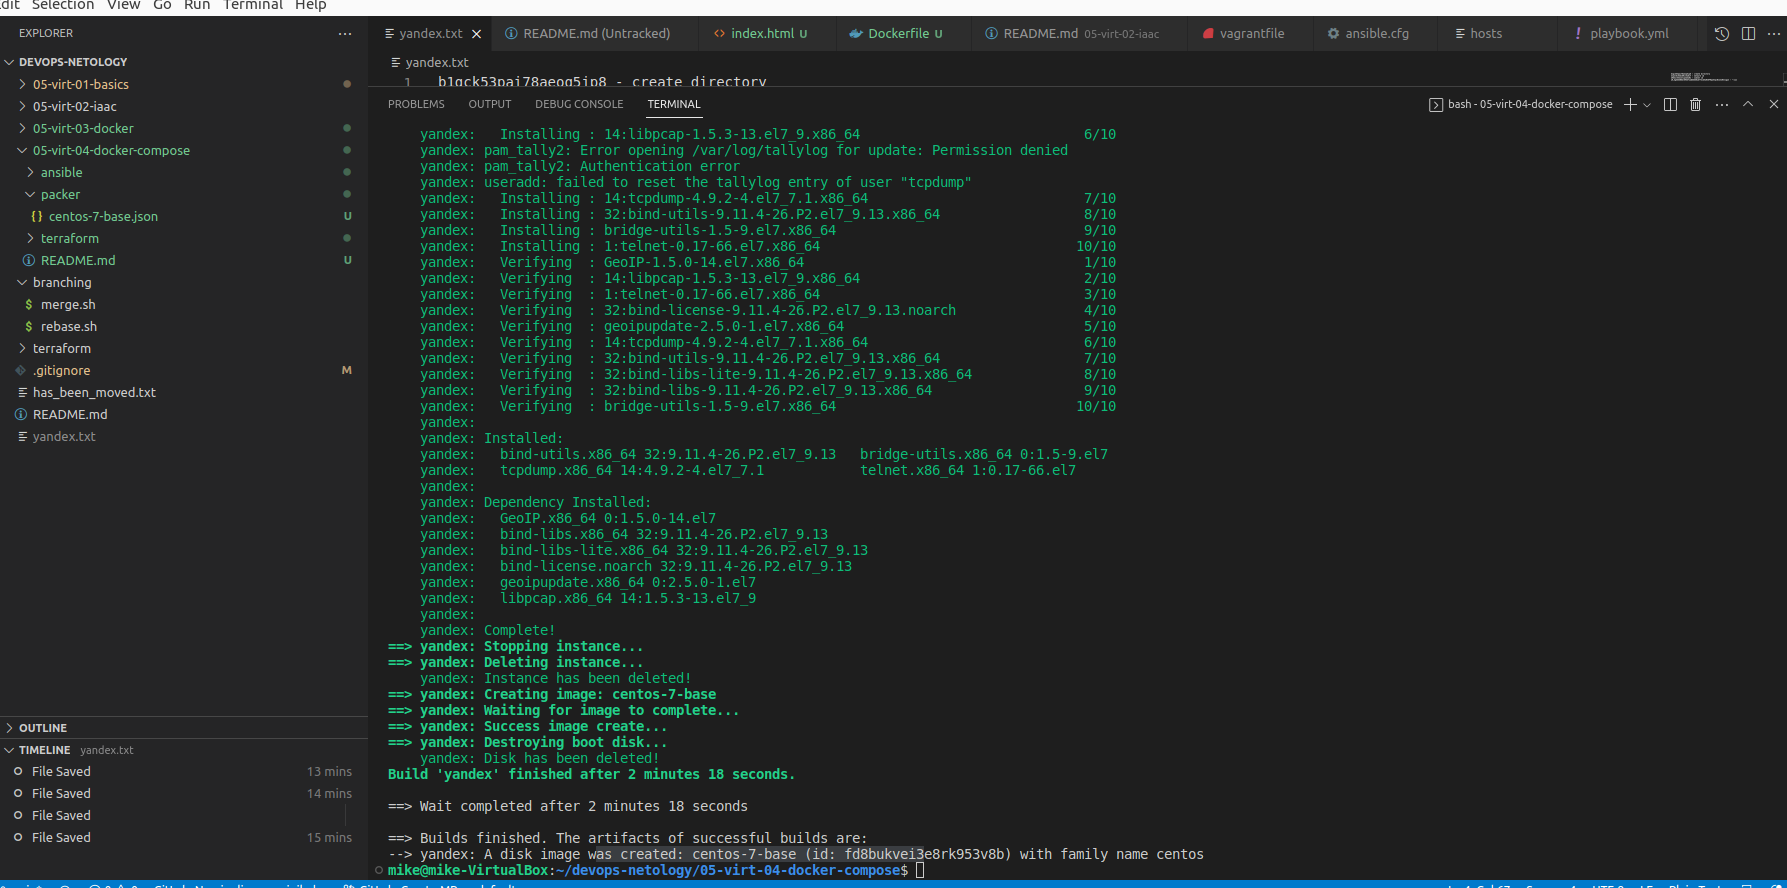 Edit Selection View Go Run Terminal Help
EXPLORER
DEVOPS-NETOLOGY
05-virt-01-basics
05-virt-02-iaac
05-virt-03-docker
05-virt-04-docker-compose
ansible
packer
{} centos-7-base.json U
terraform
README.md U
branching
$ merge.sh
$ rebase.sh
terraform
.gitignore M
has_been_moved.txt
README.md
yandex.txt
OUTLINE
TIMELINE yandex.txt
File Saved 13 mins
File Saved 14 mins
File Saved
File Saved 15 mins
yandex.txt README.md (Untracked) index.html U Dockerfile U README.md 05-virt-02-iaac vagrantfile ansible.cfg hosts ! playbook.yml
yandex.txt
1 - create directory
PROBLEMS OUTPUT DEBUG CONSOLE TERMINAL bash - 05-virt-04-docker-compose
yandex: Installing : 14:libpcap-1.5.3-13.el7_9.x86_64 6/10
yandex: pam_tally2: Error opening /var/log/tallylog for update: Permission denied
yandex: pam_tally2: Authentication error
yandex: useradd: failed to reset the tallylog entry of user "tcpdump"
yandex: Installing : 14:tcpdump-4.9.2-4.el7_7.1.x86_64 7/10
yandex: Installing : 32:bind-utils-9.11.4-26.P2.el7_9.13.x86_64 8/10
yandex: Installing : bridge-utils-1.5-9.el7.x86_64 9/10
yandex: Installing : 1:telnet-0.17-66.el7.x86_64 10/10
yandex: Verifying : GeoIP-1.5.0-14.el7.x86_64 1/10
yandex: Verifying : 14:libpcap-1.5.3-13.el7_9.x86_64 2/10
yandex: Verifying : 1:telnet-0.17-66.el7.x86_64 3/10
yandex: Verifying : 32:bind-license-9.11.4-26.P2.el7_9.13.noarch 4/10
yandex: Verifying : geoipupdate-2.5.0-1.el7.x86_64 5/10
yandex: Verifying : 14:tcpdump-4.9.2-4.el7_7.1.x86_64 6/10
yandex: Verifying : 32:bind-utils-9.11.4-26.P2.el7_9.13.x86_64 7/10
yandex: Verifying : 32:bind-libs-lite-9.11.4-26.P2.el7_9.13.x86_64 8/10
yandex: Verifying : 32:bind-libs-9.11.4-26.P2.el7_9.13.x86_64 9/10
yandex: Verifying : bridge-utils-1.5-9.el7.x86_64 10/10
yandex:
yandex: Installed:
yandex: bind-utils.x86_64 32:9.11.4-26.P2.el7_9.13 bridge-utils.x86_64 0:1.5-9.el7
yandex: tcpdump.x86_64 14:4.9.2-4.el7_7.1 telnet.x86_64 1:0.17-66.el7
yandex:
yandex: Dependency Installed:
yandex: GeoIP.x86_64 0:1.5.0-14.el7
yandex: bind-libs.x86_64 32:9.11.4-26.P2.el7_9.13
yandex: bind-libs-lite.x86_64 32:9.11.4-26.P2.el7_9.13
yandex: bind-license.noarch 32:9.11.4-26.P2.el7_9.13
yandex: geoipupdate.x86_64 0:2.5.0-1.el7
yandex: libpcap.x86_64 14:1.5.3-13.el7_9
yandex:
yandex: Complete!
==> yandex: Stopping instance...
==> yandex: Deleting instance...
yandex: Instance has been deleted!
==> yandex: Creating image: centos-7-base
==> yandex: Waiting for image to complete...
==> yandex: Success image create...
==> yandex: Destroying boot disk...
yandex: Disk has been deleted!
Build 'yandex' finished after 2 minutes 18 seconds.
==> Wait completed after 2 minutes 18 seconds
==> Builds finished. The artifacts of successful builds are:
--> yandex: A disk image was created: centos-7-base (id: fd8bukvei3e8rk953v8b) with family name centos
mike@mike-VirtualBox:~/devops-netology/05-virt-04-docker-compose$